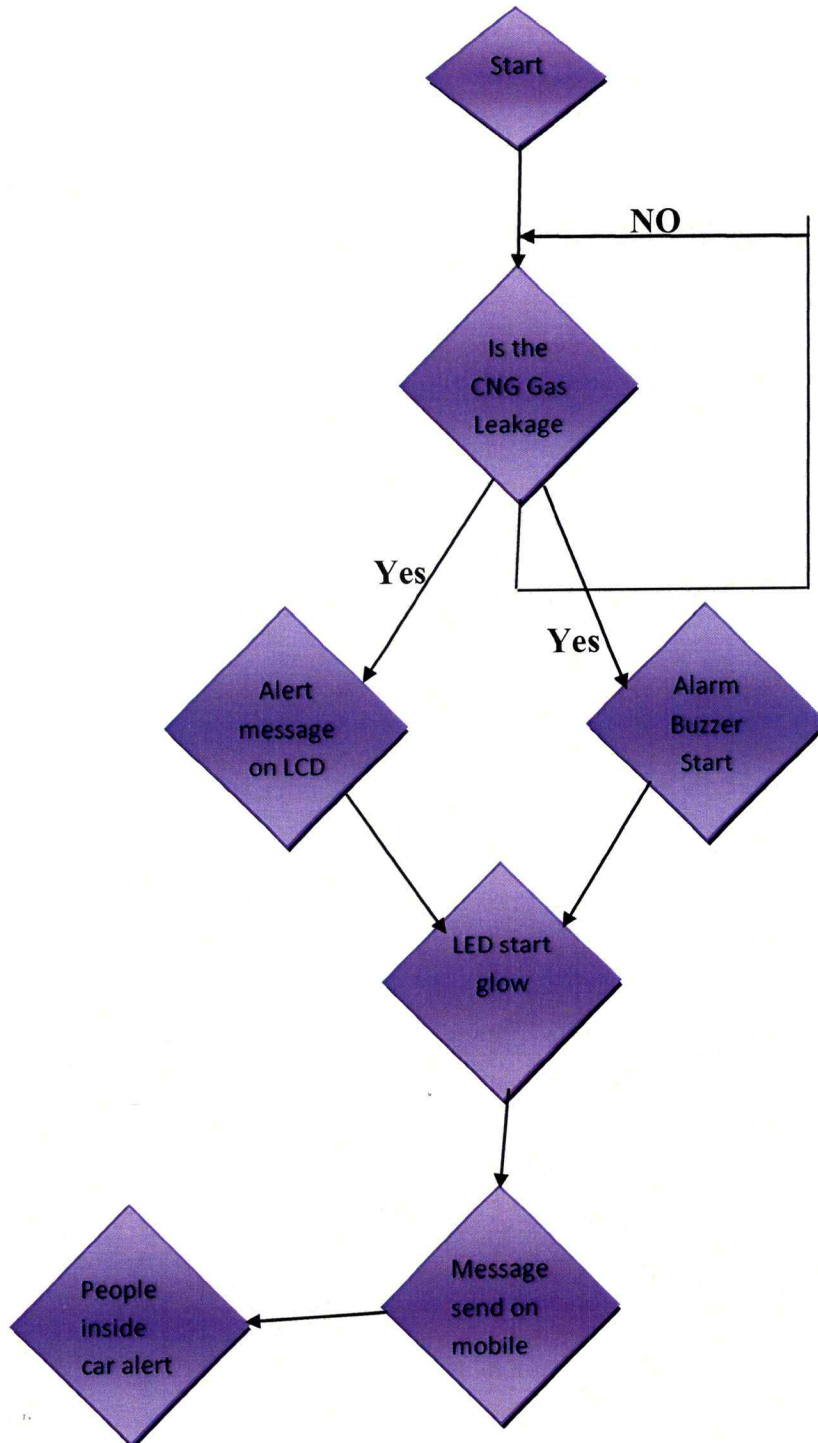 Start
NO
Is the
CNG Gas
Leakage
Yes
Yes
Alert
message
on LCD
Alarm
Buzzer
Start
LED start
glow
Message
send on
mobile
People
inside
car alert